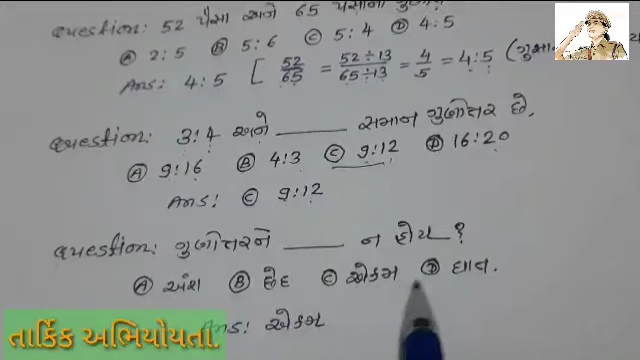 question: 52 પૈસા અને 65 પૈસાનો
Ⓐ 2:5 Ⓑ 5:6 Ⓒ 5:4 Ⓓ 4:5
Ans: 4:5 [ 52/65 = 52÷13/65÷13 = 4/5 = 4:5
question: 3:4 અને ______ સમાન ગુણોત્તર છે.
Ⓐ 9:16 Ⓑ 4:3 Ⓒ 9:12 Ⓓ 16:20
Ans: Ⓒ 9:12
question: ગુણોત્તરને ______ ન હોય?
Ⓐ અંશ Ⓑ છેદ Ⓒ એકમ Ⓓ ઘાત.
Ans: એકમ
તાર્કિક અભિયોયતા.